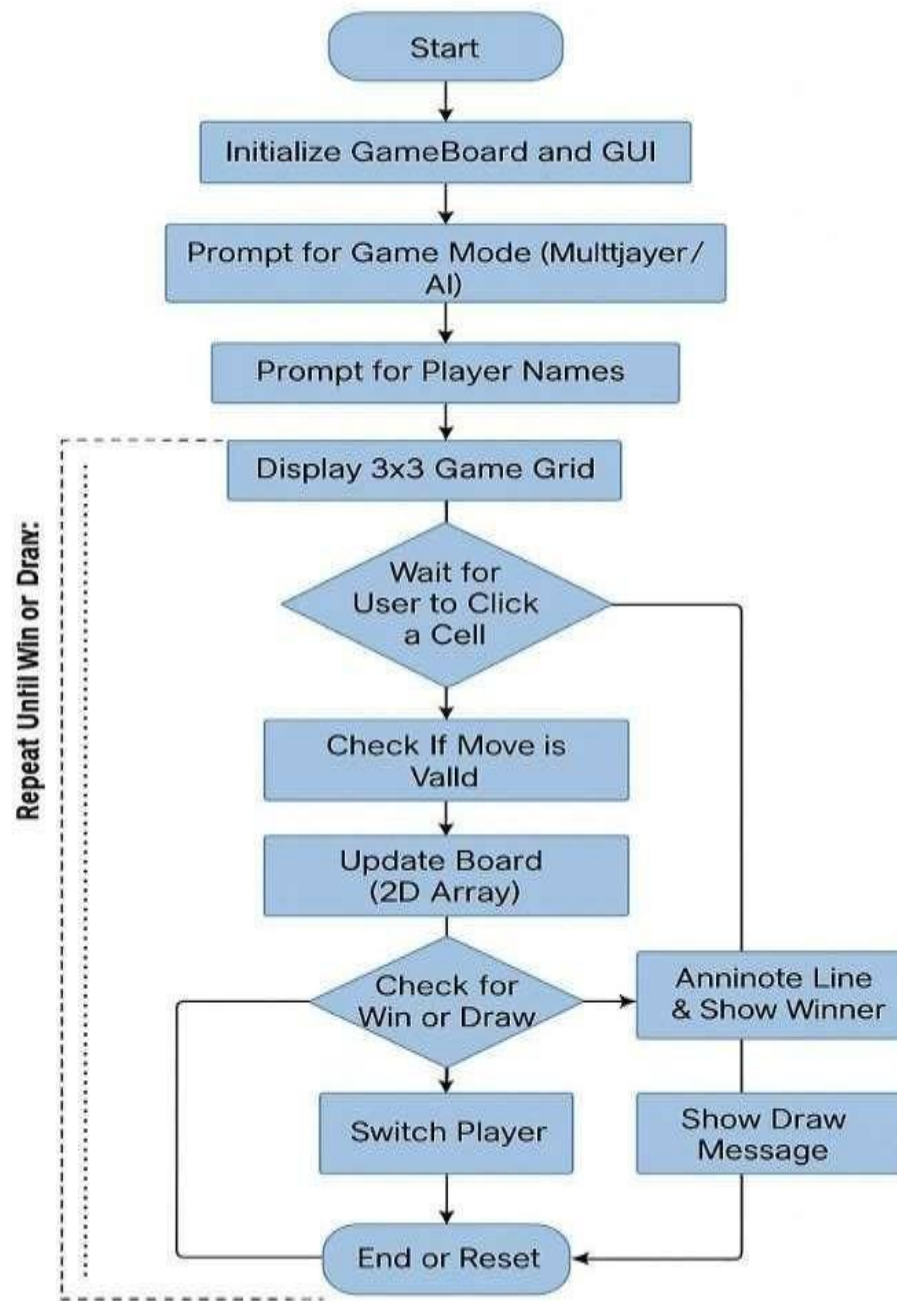 Start
Initialize GameBoard and GUI
Prompt for Game Mode (Multtjayer/
AI)
Prompt for Player Names
Display 3x3 Game Grid
Repeat Until Win or Draw:
Wait for
User to Click
a Cell
Check If Move is
Valld
Update Board
(2D Array)
Check for
Win or Draw
Anninote Line
& Show Winner
Switch Player
Show Draw
Message
End or Reset